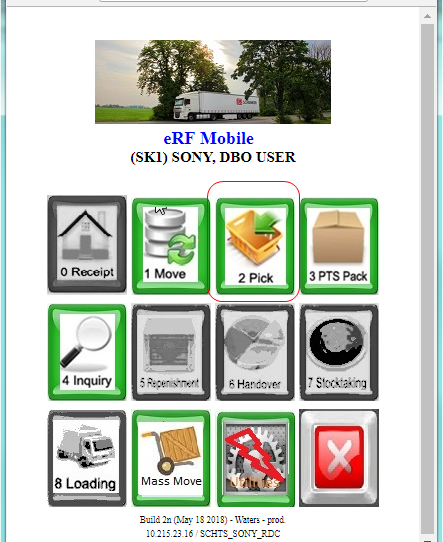 eRF Mobile
(SK1) SONY, DBO USER
0 Receipt
1 Move
2 Pick
3 PTS Pack
4 Inquiry
5 Repenishment
6 Handover
7 Stocktaking
8 Loading
Mass Move
Build 2n (May 18 2018) - Waters - prod.
10.215.23.16 / SCHTS_SONY_RDC